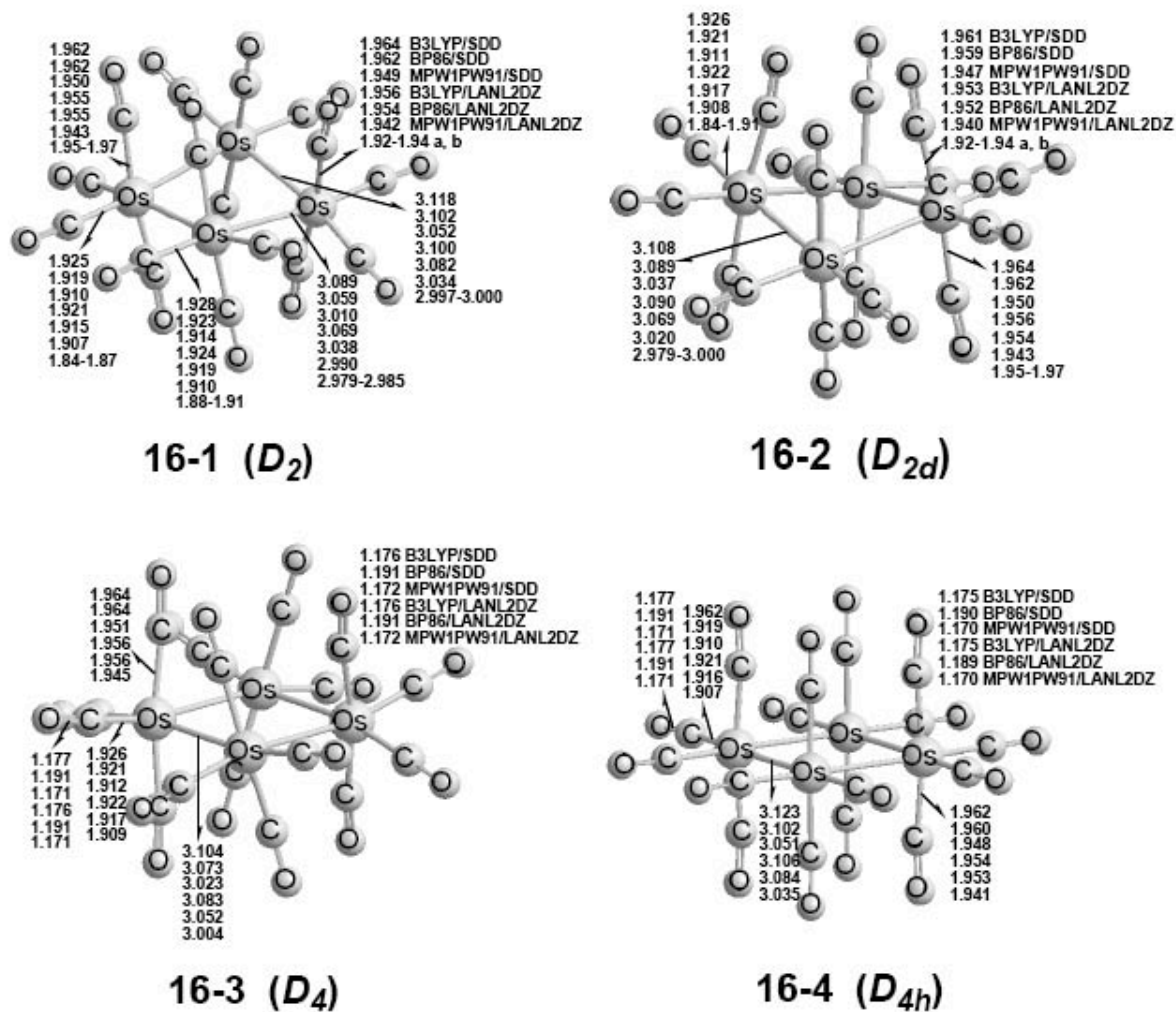 1.962
1.962
1.950
1.955
1.955
1.943
1.95-1.97
1.964 B3LYP/SDD
1.962 BP86/SDD
1.949 MPW1PW91/SDD
1.956 B3LYP/LANL2DZ
1.954 BP86/LANL2DZ
1.942 MPW1PW91/LANL2DZ
1.92-1.94 a, b
1.925
1.919
1.910
1.921
1.915
1.907
1.84-1.87
1.928
1.923
1.914
1.924
1.919
1.910
1.88-1.91
3.089
3.059
3.010
3.069
3.038
2.990
2.979-2.985
3.118
3.102
3.052
3.100
3.082
3.034
2.997-3.000
Os
Os
Os
Os
16-1 (D2)
1.926
1.921
1.911
1.922
1.917
1.908
1.84-1.91
1.961 B3LYP/SDD
1.959 BP86/SDD
1.947 MPW1PW91/SDD
1.953 B3LYP/LANL2DZ
1.952 BP86/LANL2DZ
1.940 MPW1PW91/LANL2DZ
1.92-1.94 a, b
3.108
3.089
3.037
3.090
3.069
3.020
2.979-3.000
1.964
1.962
1.950
1.956
1.954
1.943
1.95-1.97
Os
Os
Os
Os
16-2 (D2d)
1.964
1.964
1.951
1.956
1.956
1.945
1.176 B3LYP/SDD
1.191 BP86/SDD
1.172 MPW1PW91/SDD
1.176 B3LYP/LANL2DZ
1.191 BP86/LANL2DZ
1.172 MPW1PW91/LANL2DZ
1.177
1.191
1.171
1.176
1.191
1.171
1.926
1.921
1.912
1.922
1.917
1.909
3.104
3.073
3.023
3.083
3.052
3.004
Os
Os
Os
Os
16-3 (D4)
1.177
1.191
1.171
1.177
1.191
1.171
1.962
1.919
1.910
1.921
1.916
1.907
1.175 B3LYP/SDD
1.190 BP86/SDD
1.170 MPW1PW91/SDD
1.175 B3LYP/LANL2DZ
1.189 BP86/LANL2DZ
1.170 MPW1PW91/LANL2DZ
3.123
3.102
3.051
3.106
3.084
3.035
1.962
1.960
1.948
1.954
1.953
1.941
Os
Os
Os
Os
16-4 (D4h)